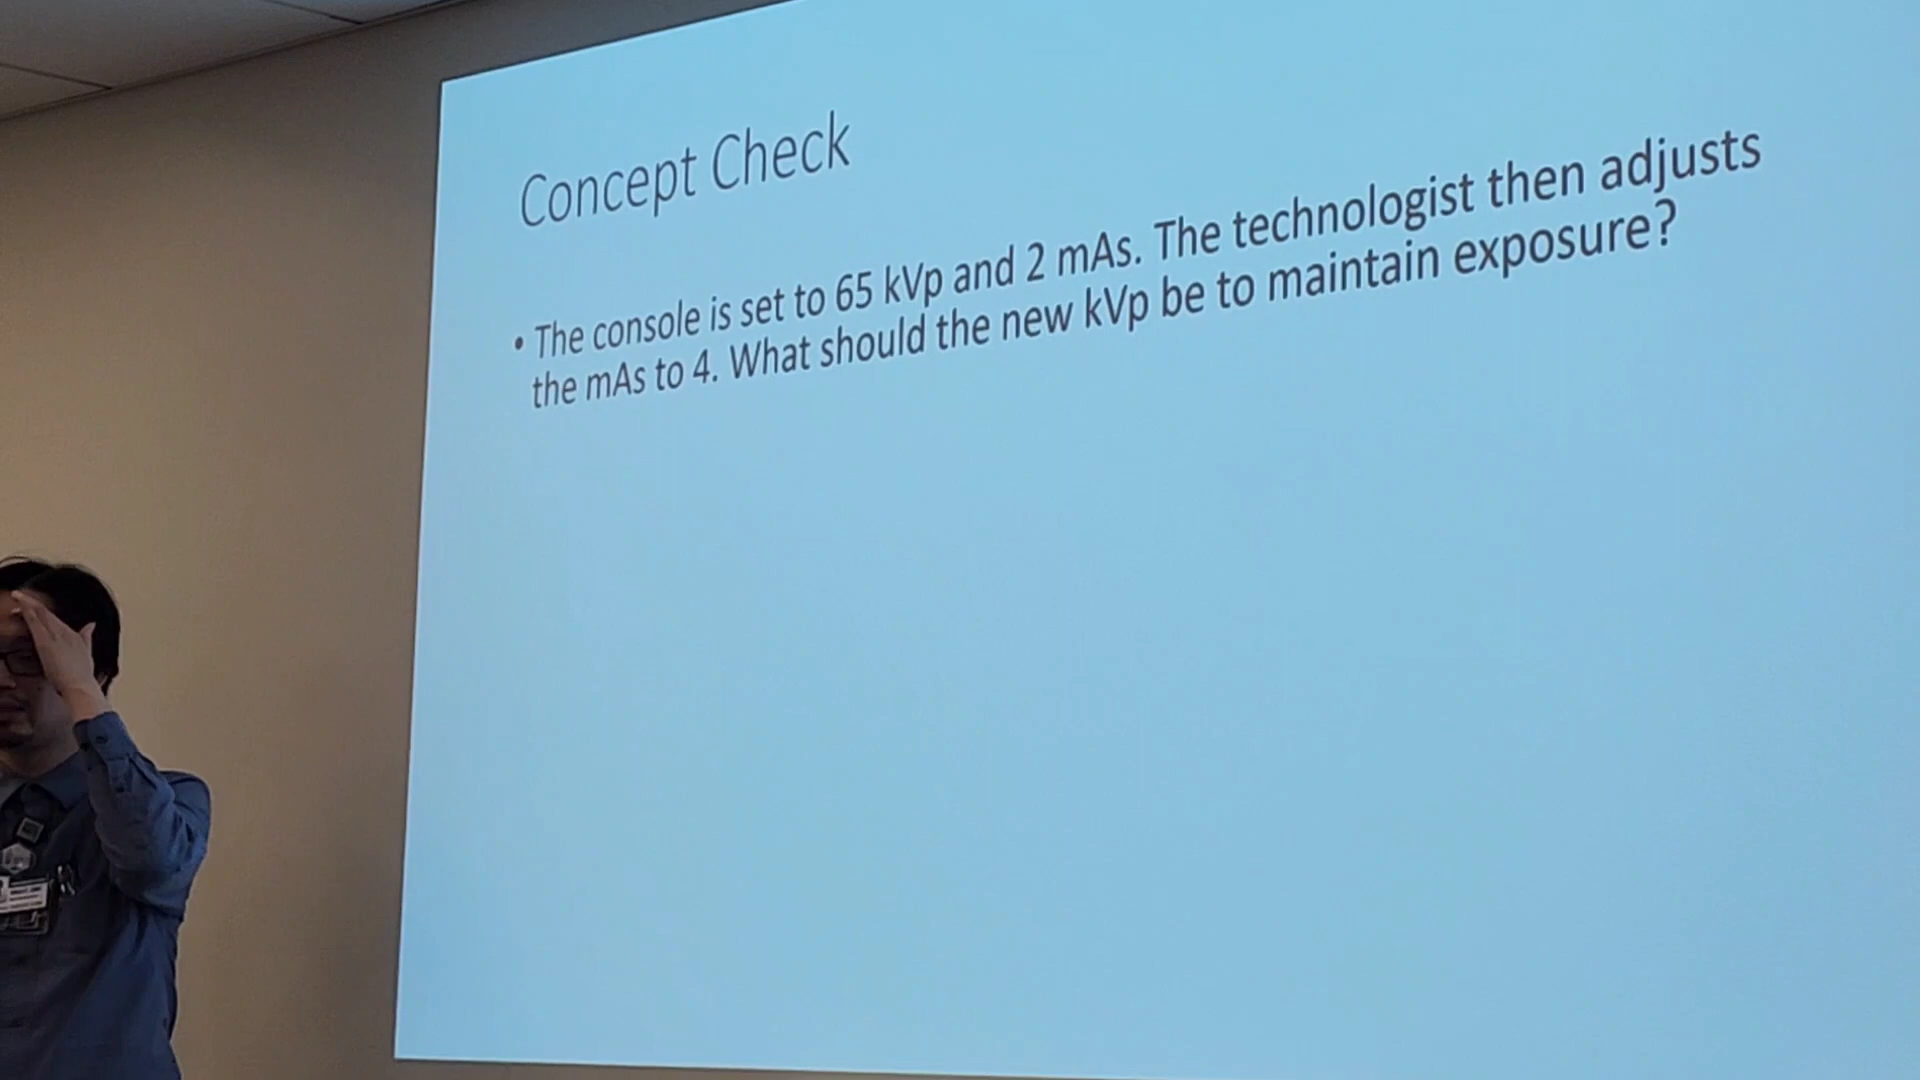 Concept Check
• The console is set to 65 kVp and 2 mAs. The technologist then adjusts
the mAs to 4. What should the new kVp be to maintain exposure?